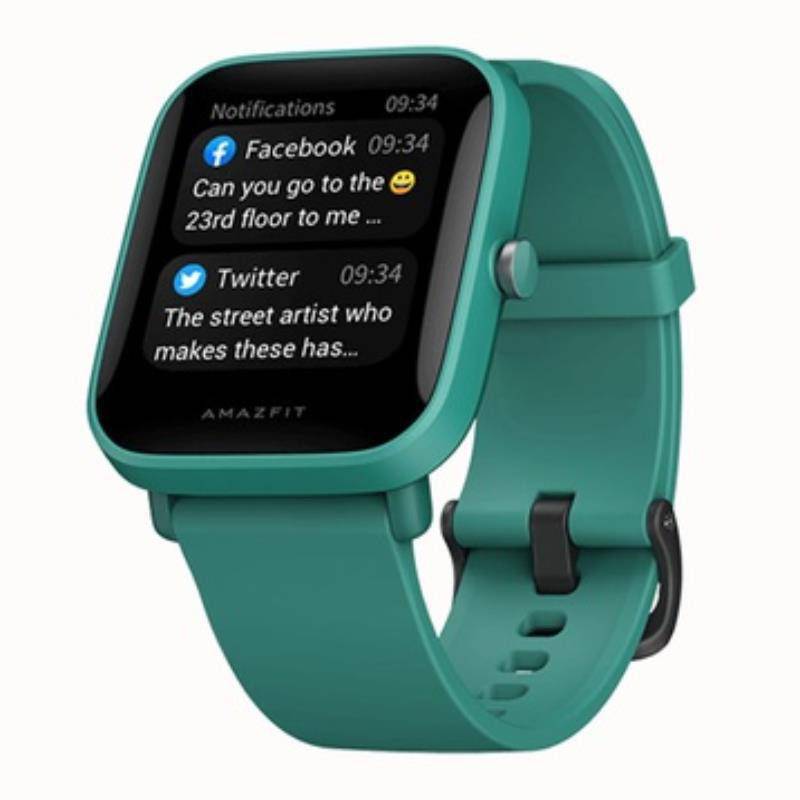 Notifications 09:34
Facebook 09:34
Can you go to the 😀
23rd floor to me ...
Twitter 09:34
The street artist who
makes these has...
AMAZFIT